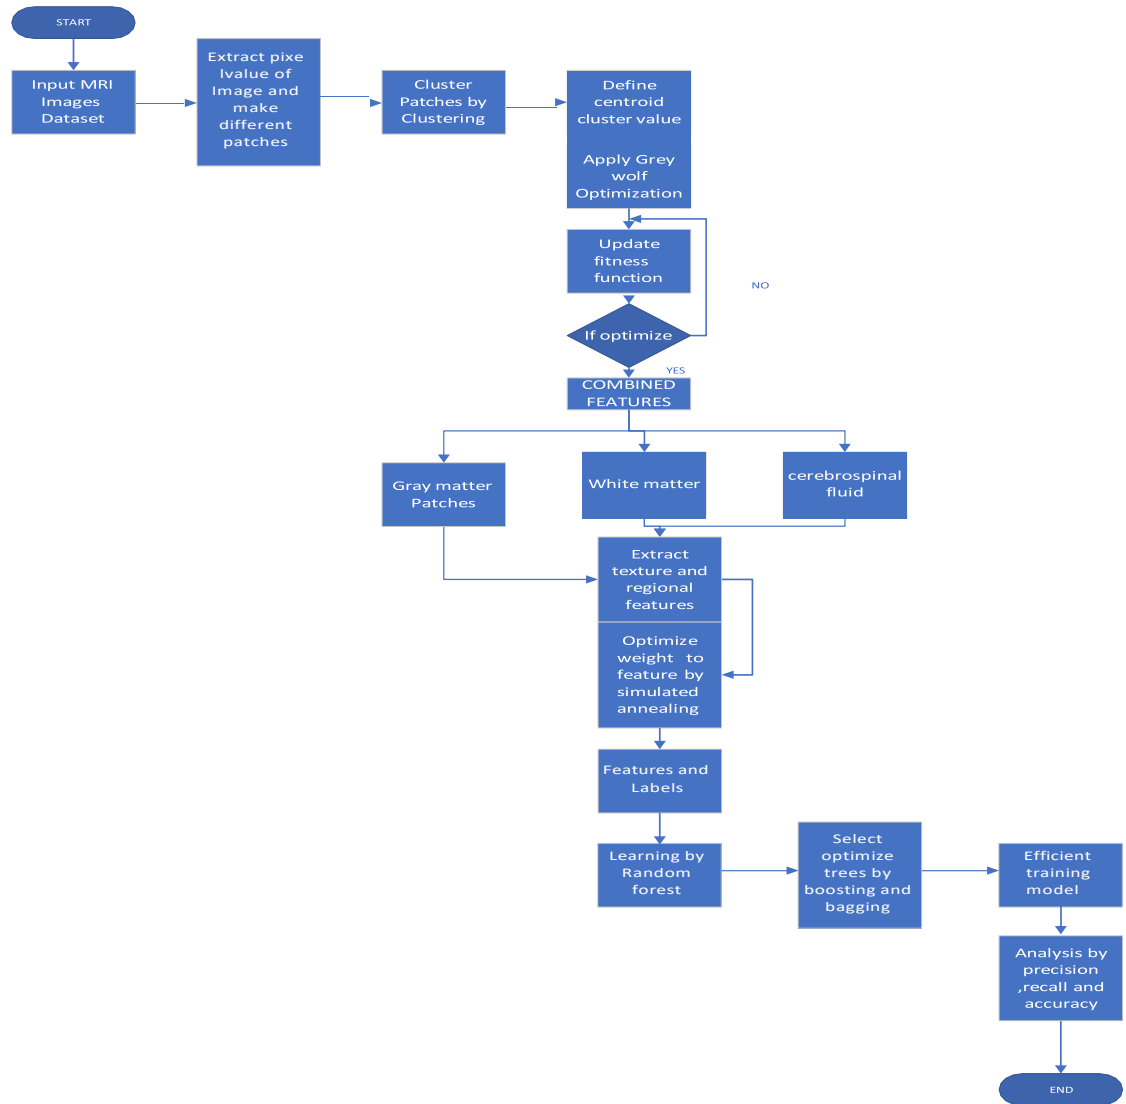 START
Input MRI
Images
Dataset
Extract pixe
lvalue of
Image and
make
different
patches
Cluster
Patches by
Clustering
Define
centroid
cluster value
Apply Grey
wolf
Optimization
Update
fitness
function
NO
If optimize
YES
COMBINED
FEATURES
Gray matter
Patches
White matter
cerebrospinal
fluid
Extract
texture and
regional
features
Optimize
weight to
feature by
simulated
annealing
Features and
Labels
Learning by
Random
forest
Select
optimize
trees by
boosting and
bagging
Efficient
training
model
Analysis by
precision
,recall and
accuracy
END